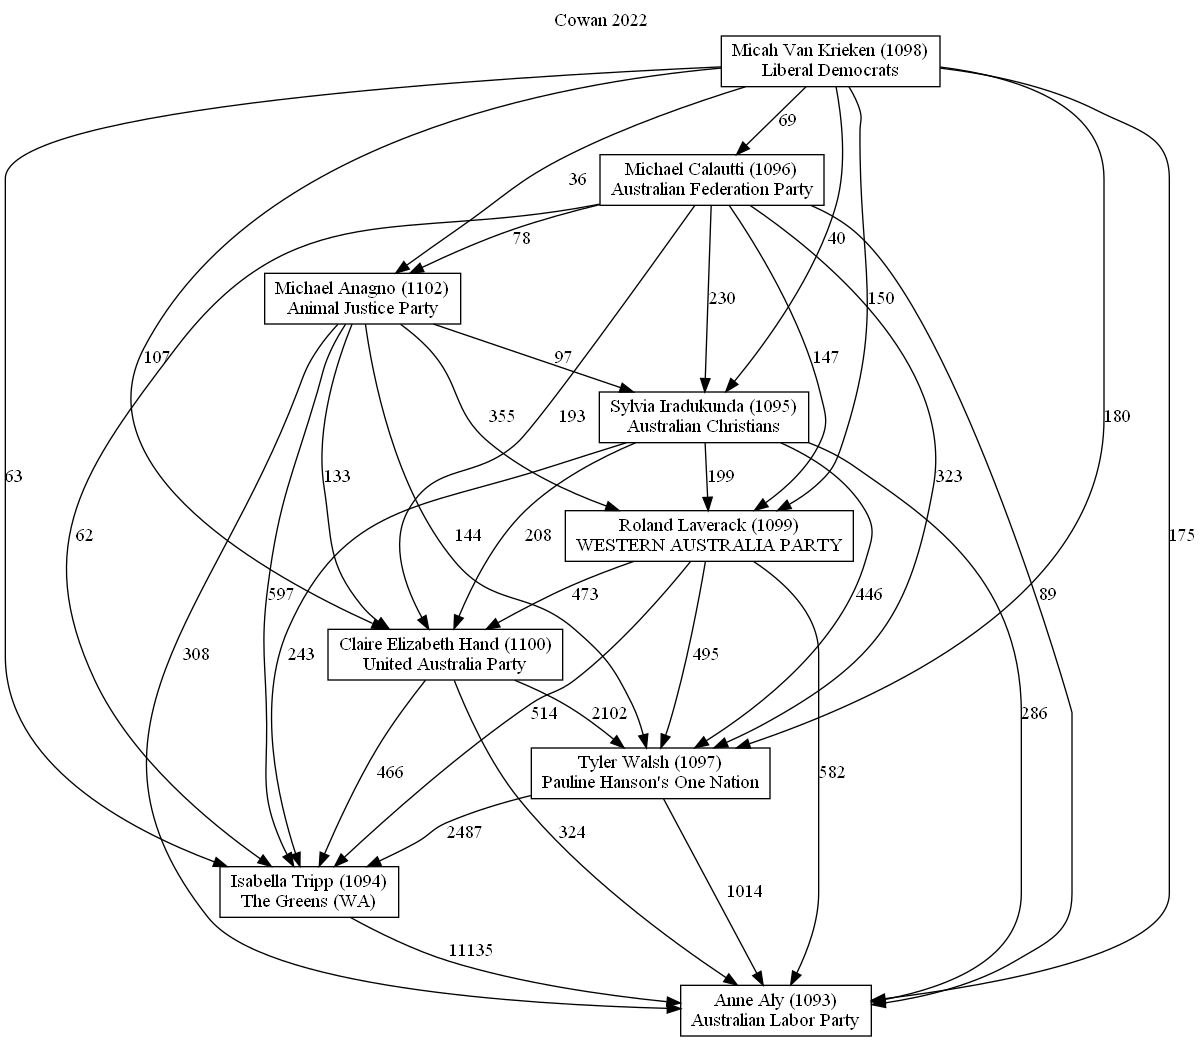 Cowan 2022
Micah Van Krieken (1098)
Liberal Democrats
69
Michael Calautti (1096)
Australian Federation Party
36
78
40
Michael Anagno (1102)
Animal Justice Party
230
150
107
97
147
Sylvia Iradukunda (1095)
Australian Christians
355
193
180
63
133
199
323
Roland Laverack (1099)
WESTERN AUSTRALIA PARTY
62
144
208
175
597
473
446
89
Claire Elizabeth Hand (1100)
United Australia Party
308
243
495
514
2102
286
Tyler Walsh (1097)
Pauline Hanson's One Nation
466
582
2487
324
Isabella Tripp (1094)
The Greens (WA)
1014
11135
Anne Aly (1093)
Australian Labor Party